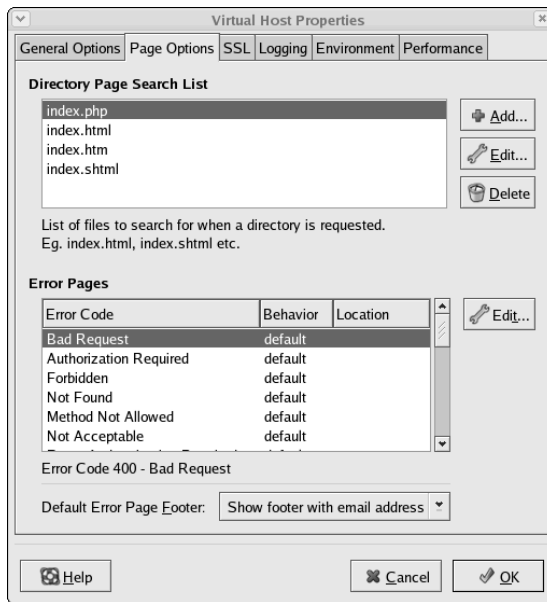 Virtual Host Properties
General Options Page Options SSL Logging Environment Performance
Directory Page Search List
index.php
index.html
index.htm
index.shtml
Add...
Edit...
Delete
List of files to search for when a directory is requested.
Eg. index.html, index.shtml etc.
Error Pages
Error Code Behavior Location
Bad Request default
Authorization Required default
Forbidden default
Not Found default
Method Not Allowed default
Not Acceptable default
Edit...
Error Code 400 - Bad Request
Default Error Page Footer: Show footer with email address
Help Cancel OK